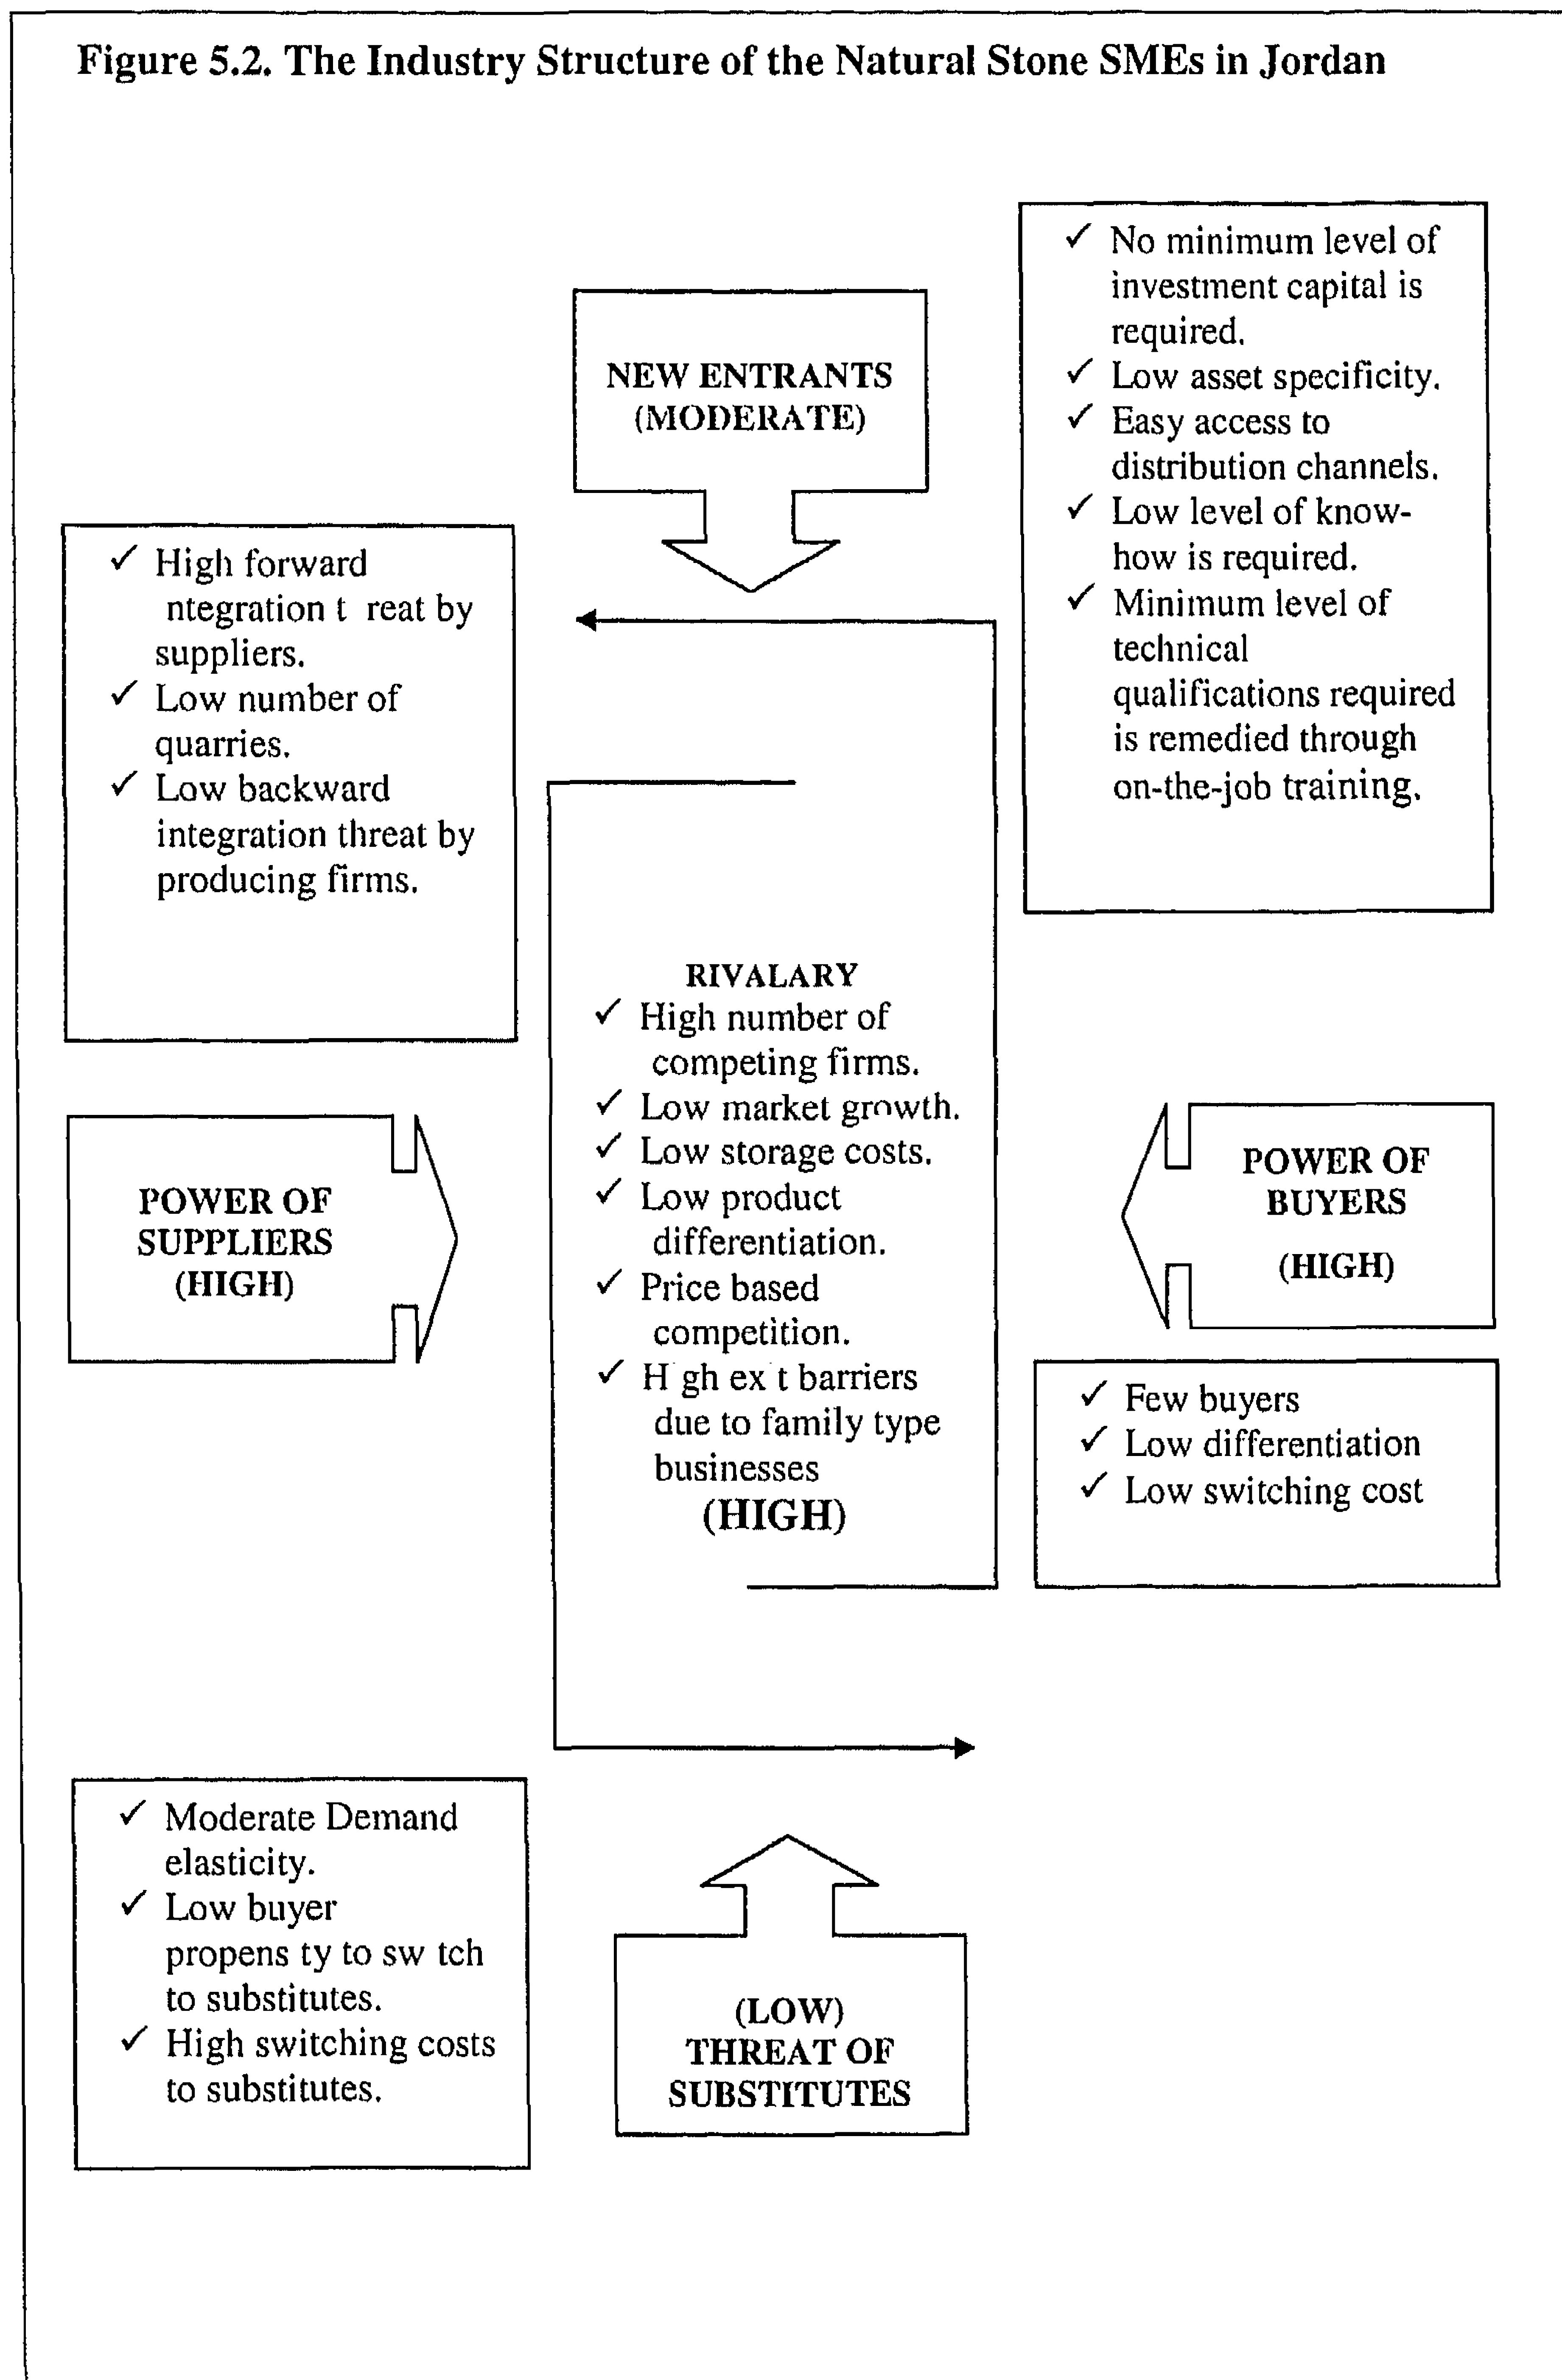 Figure 5.2. The Industry Structure of the Natural Stone SMEs in Jordan
NEW ENTRANTS
(MODERATE)
✓ No minimum level of
investment capital is
required.
✓ Low asset specificity.
✓ Easy access to
distribution channels.
✓ Low level of know-
how is required.
✓ Minimum level of
technical
qualifications required
is remedied through
on-the-job training.
✓ High forward
ntegration t reat by
suppliers.
✓ Low number of
quarries.
✓ Low backward
integration threat by
producing firms.
POWER OF
SUPPLIERS
(HIGH)
RIVALARY
✓ High number of
competing firms.
✓ Low market growth.
✓ Low storage costs.
✓ Low product
differentiation.
✓ Price based
competition.
✓ H gh ex t barriers
due to family type
businesses
(HIGH)
POWER OF
BUYERS
(HIGH)
✓ Few buyers
✓ Low differentiation
✓ Low switching cost
✓ Moderate Demand
elasticity.
✓ Low buyer
propens ty to sw tch
to substitutes.
✓ High switching costs
to substitutes.
(LOW)
THREAT OF
SUBSTITUTES